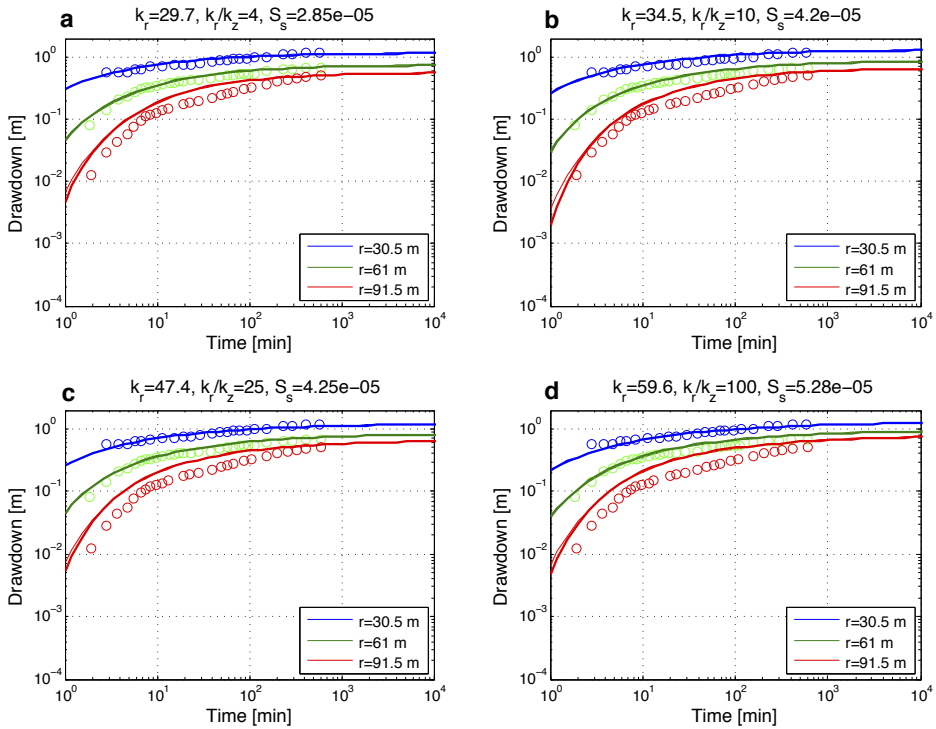 a
k_r=29.7, k_r/k_z=4, S_s=2.85e−05
Drawdown [m]
10^0
10^−1
10^−2
10^−3
10^−4
r=30.5 m
r=61 m
r=91.5 m
10^0 10^1 10^2 10^3 10^4
Time [min]
b
k_r=34.5, k_r/k_z=10, S_s=4.2e−05
Drawdown [m]
10^0
10^−1
10^−2
10^−3
10^−4
r=30.5 m
r=61 m
r=91.5 m
10^0 10^1 10^2 10^3 10^4
Time [min]
c
k_r=47.4, k_r/k_z=25, S_s=4.25e−05
Drawdown [m]
10^0
10^−1
10^−2
10^−3
10^−4
r=30.5 m
r=61 m
r=91.5 m
10^0 10^1 10^2 10^3 10^4
Time [min]
d
k_r=59.6, k_r/k_z=100, S_s=5.28e−05
Drawdown [m]
10^0
10^−1
10^−2
10^−3
10^−4
r=30.5 m
r=61 m
r=91.5 m
10^0 10^1 10^2 10^3 10^4
Time [min]